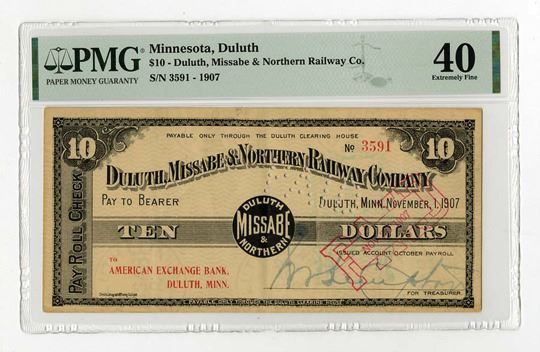 PMG
PAPER MONEY GUARANTY
Minnesota, Duluth
$10 - Duluth, Missabe & Northern Railway Co.
S/N 3591 - 1907
40
Extremely Fine
PAYABLE ONLY THROUGH THE DULUTH CLEARING HOUSE
No 3591
10
10
DULUTH, MISSABE & NORTHERN RAILWAY COMPANY
PAY ROLL CHECK
PAY TO BEARER
DULUTH, MINN. NOVEMBER, 1, 1907
DULUTH
MISSABE
&
NORTHERN
TEN
DOLLARS
ISSUED ACCOUNT OCTOBER PAYROLL
TO
AMERICAN EXCHANGE BANK,
DULUTH, MINN.
FOR TREASURER.
PAYABLE ONLY THROUGH THE DULUTH CLEARING HOUSE